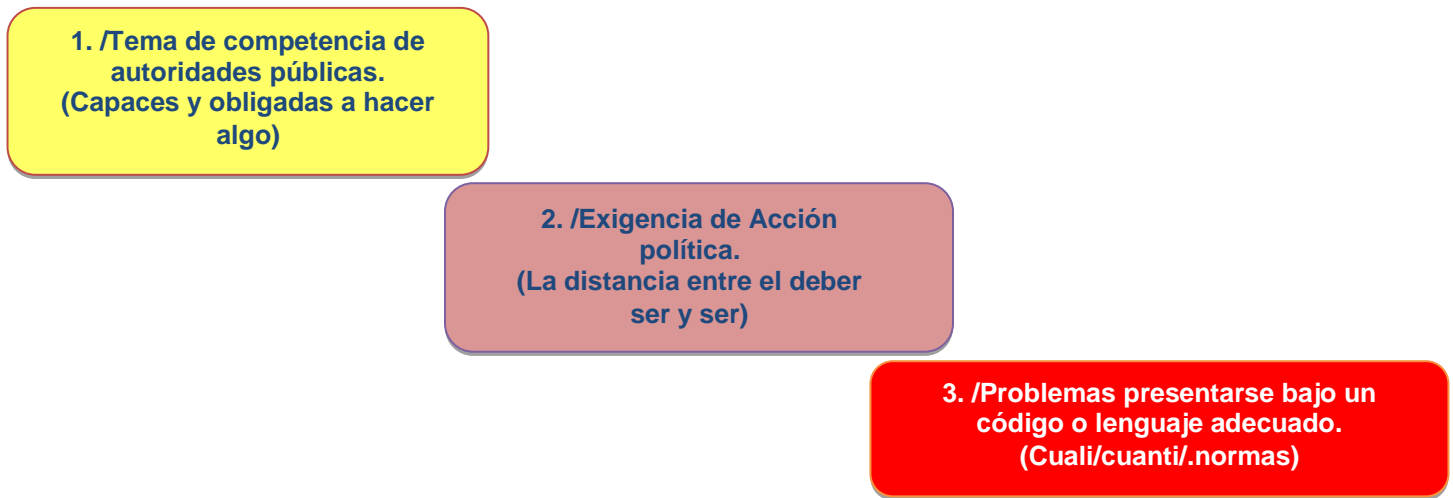 1. /Tema de competencia de
autoridades públicas.
(Capaces y obligadas a hacer
algo)
2. /Exigencia de Acción
política.
(La distancia entre el deber
ser y ser)
3. /Problemas presentarse bajo un
código o lenguaje adecuado.
(Cuali/cuanti/.normas)